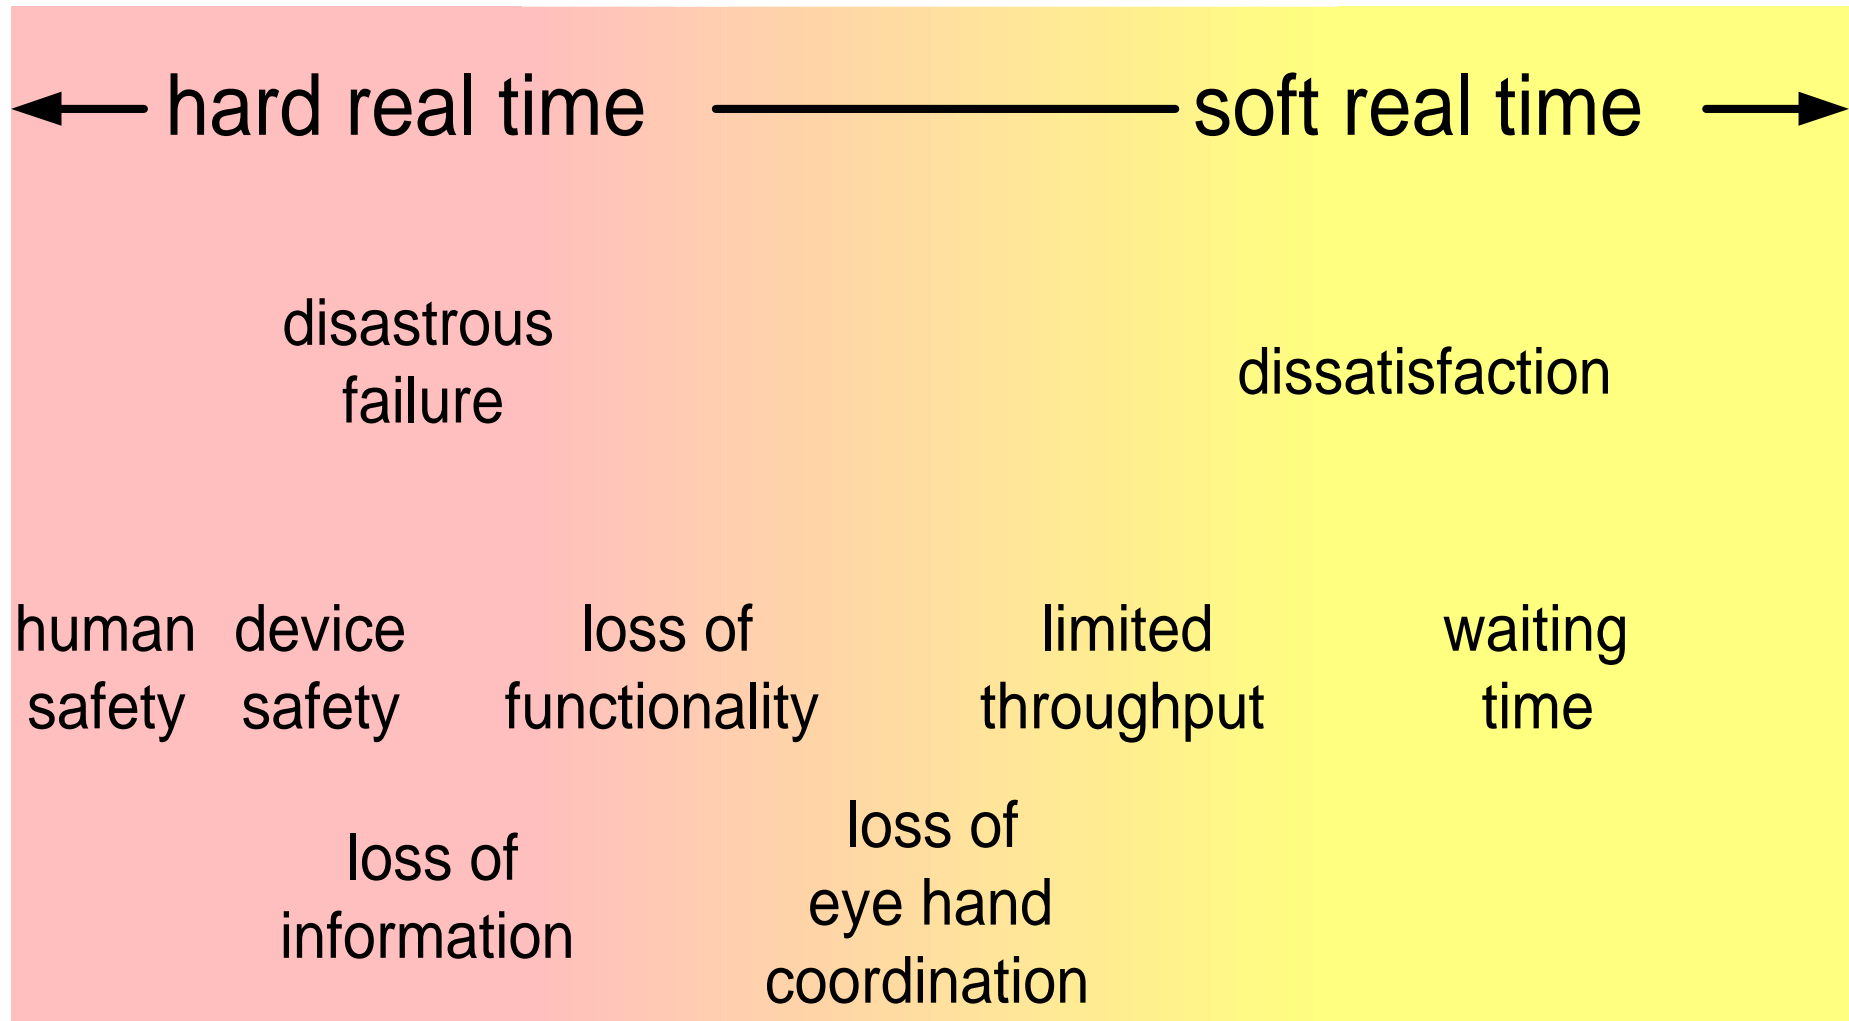 hard real time
soft real time
disastrous
failure
dissatisfaction
human
safety
device
safety
loss of
functionality
limited
throughput
waiting
time
loss of
information
loss of
eye hand
coordination